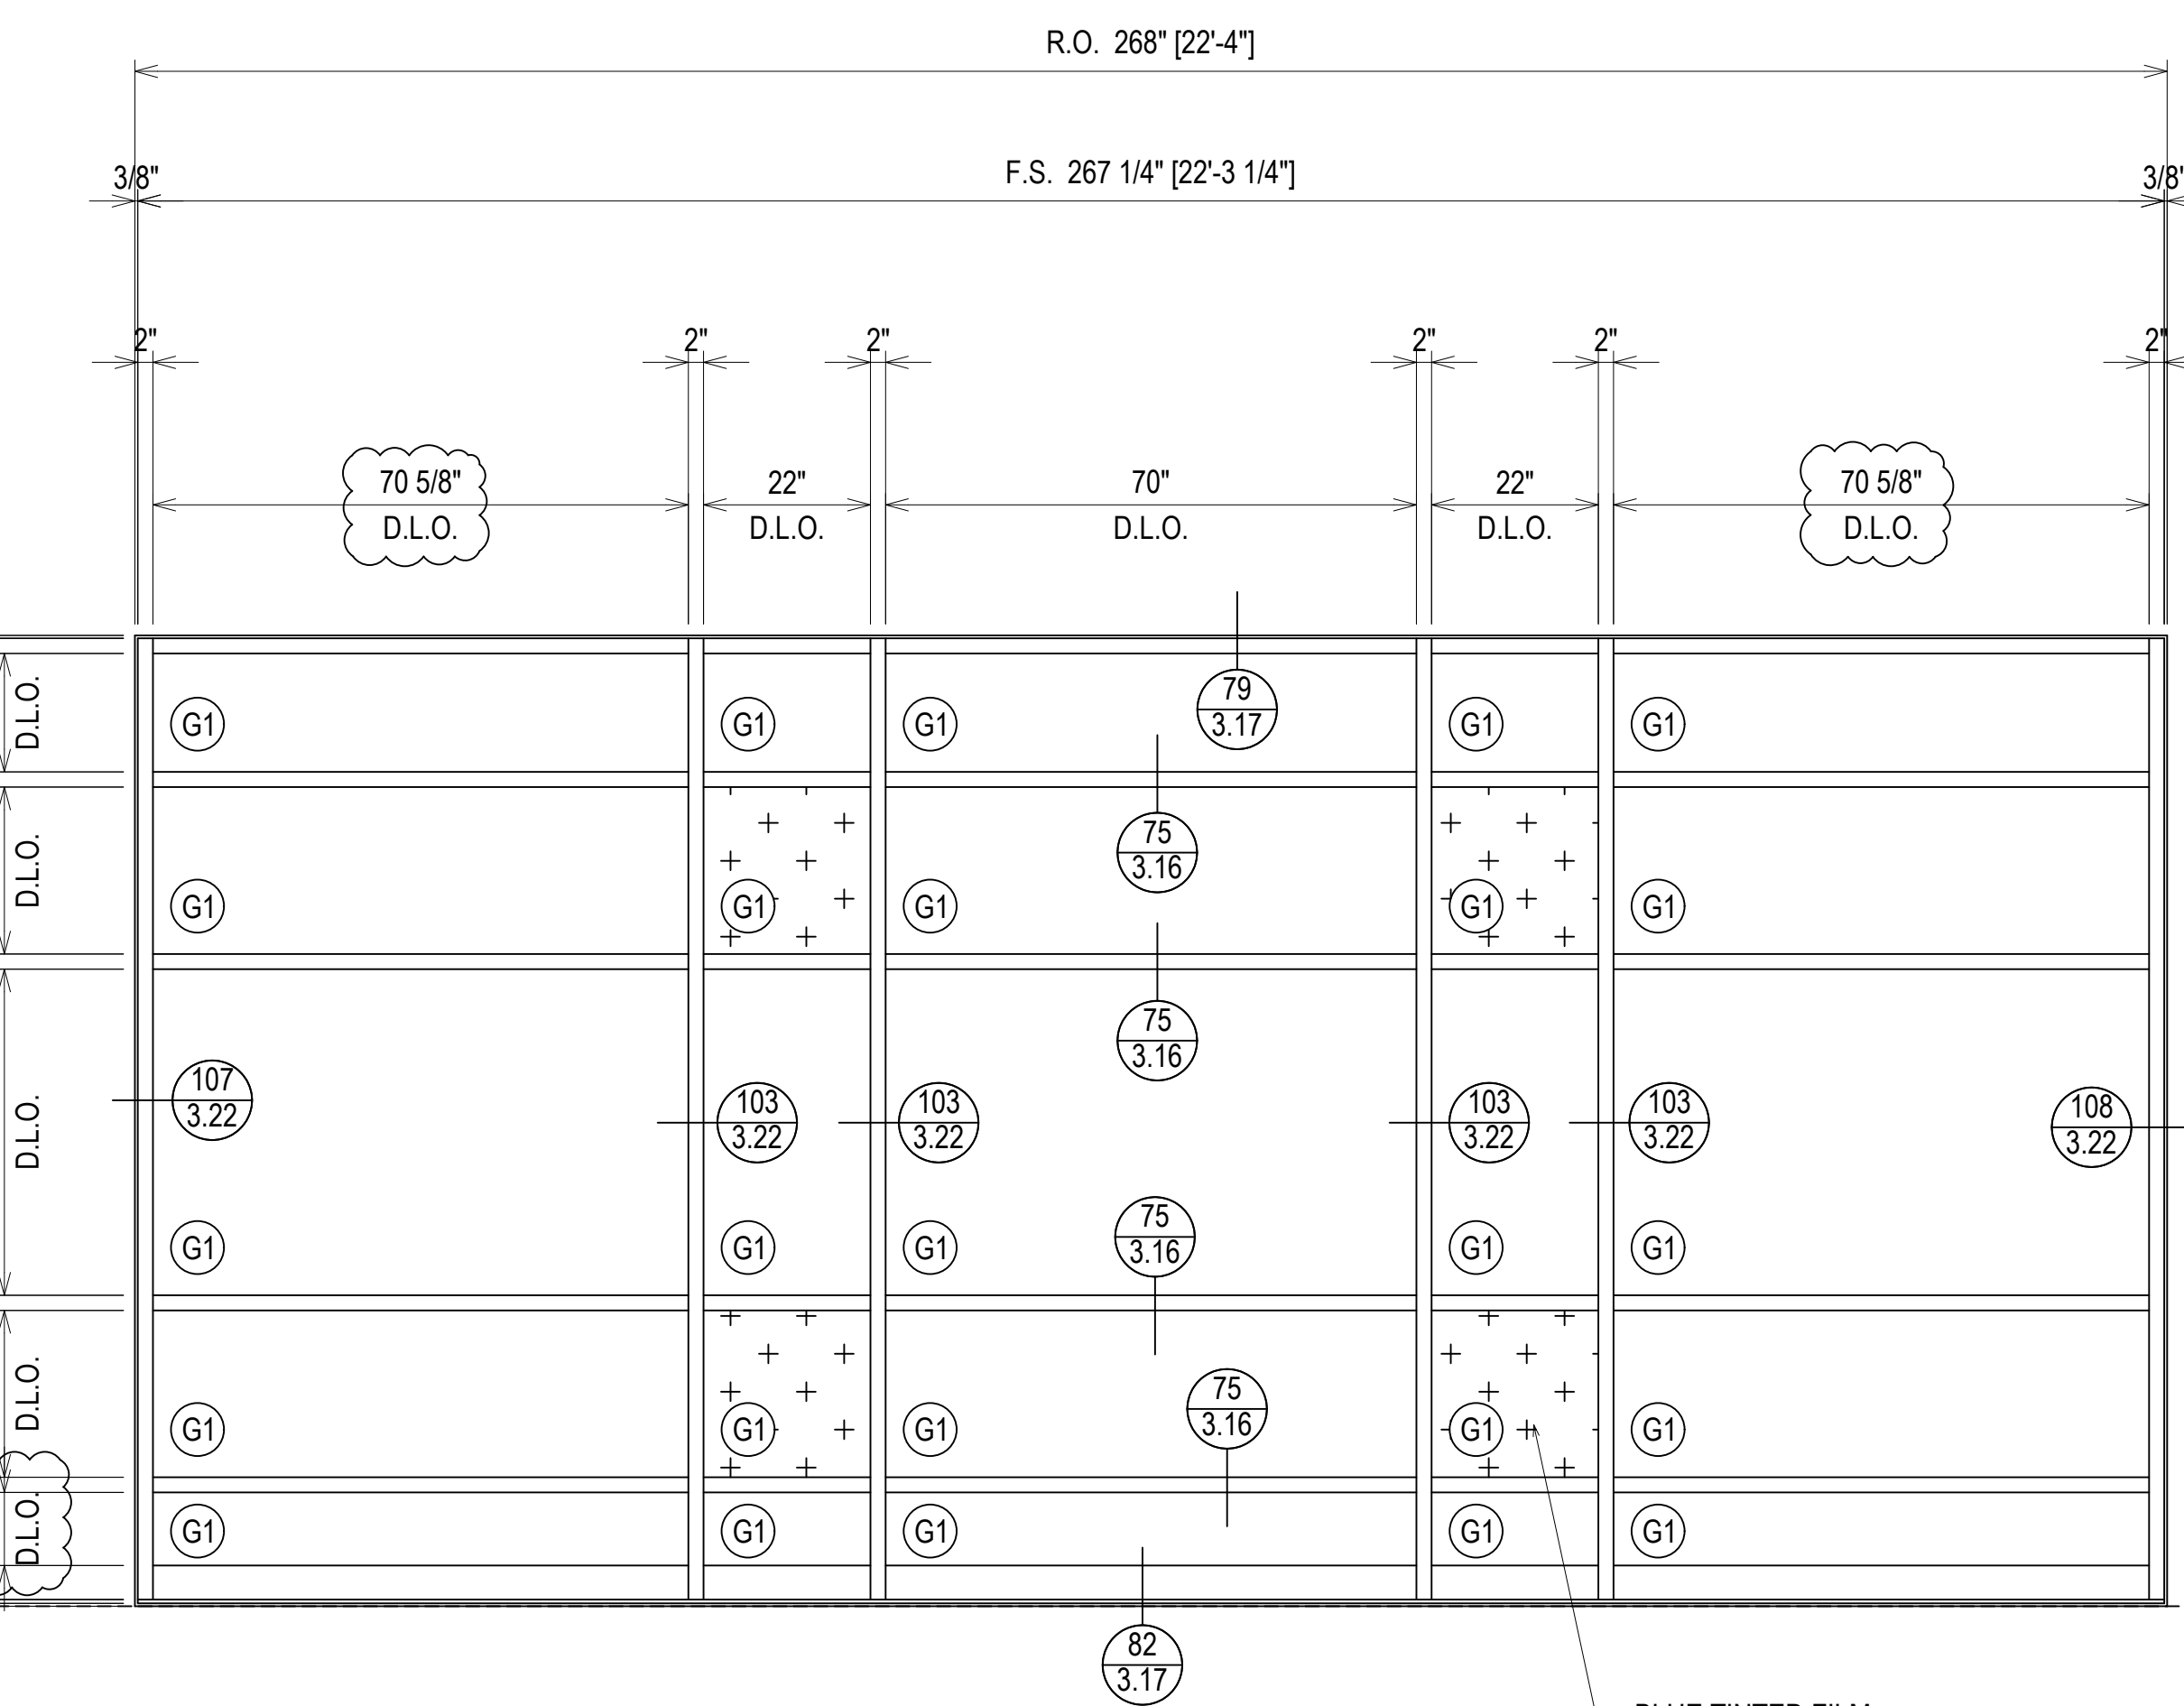 R.O. 268" [22'-4"]
3/8" F.S. 267 1/4" [22'-3 1/4"] 3/8"
2" 2" 2" 2" 2" 2"
70 5/8" 22" 70" 22" 70 5/8"
D.L.O. D.L.O. D.L.O. D.L.O. D.L.O.
79
3.17
D.L.O. G1 G1 G1 G1 G1
75
3.16
D.L.O. G1 G1 G1 G1 G1
75
3.16
107
3.22
D.L.O.
103 103 103 103 108
3.22 3.22 3.22 3.22 3.22
75
3.16
G1 G1 G1 G1 G1
75
3.16
D.L.O. G1 G1 G1 G1 G1
D.L.O. G1 G1 G1 G1 G1
82
3.17
BLUE TINTED FILM